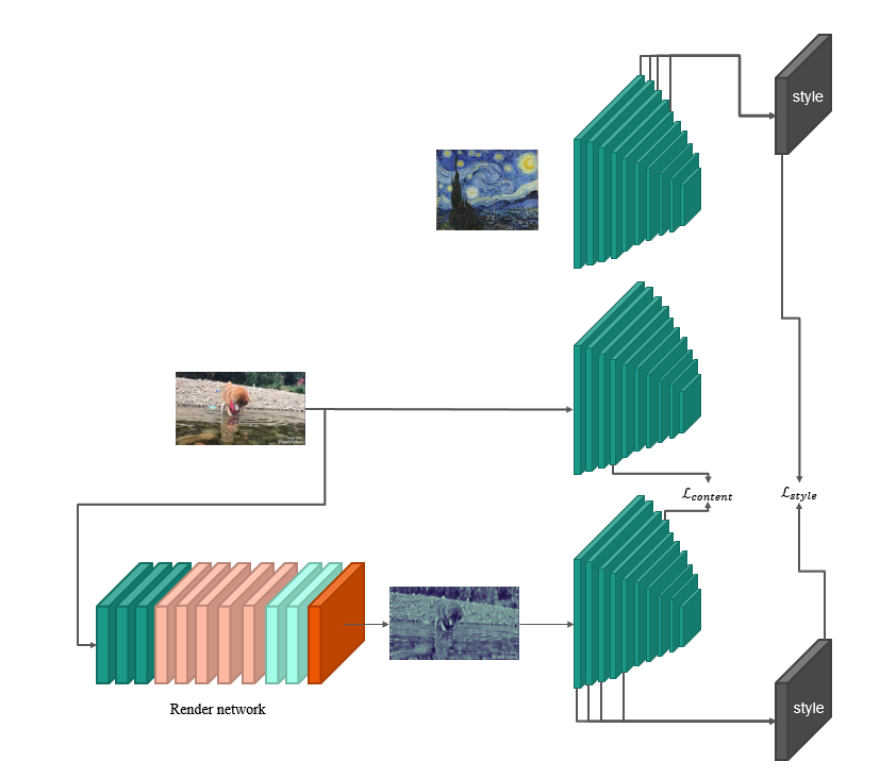 style
ℒcontent
ℒstyle
Render network
style